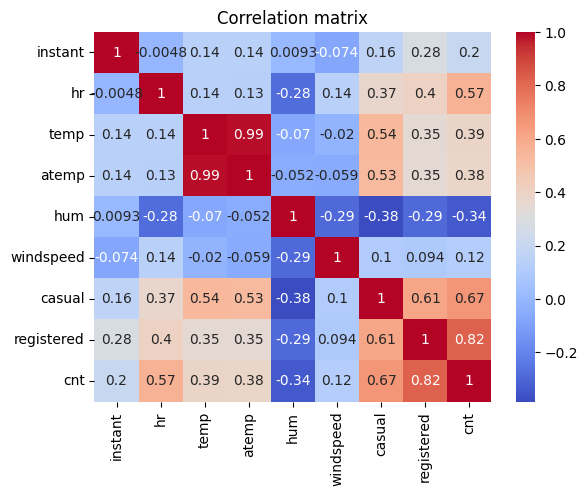 Correlation matrix
instant 1 -0.0048 0.14 0.14 0.0093 -0.074 0.16 0.28 0.2
hr -0.0048 1 0.14 0.13 -0.28 0.14 0.37 0.4 0.57
temp 0.14 0.14 1 0.99 -0.07 -0.02 0.54 0.35 0.39
atemp 0.14 0.13 0.99 1 -0.052 -0.059 0.53 0.35 0.38
hum 0.0093 -0.28 -0.07 -0.052 1 -0.29 -0.38 -0.29 -0.34
windspeed -0.074 0.14 -0.02 -0.059 -0.29 1 0.1 0.094 0.12
casual 0.16 0.37 0.54 0.53 -0.38 0.1 1 0.61 0.67
registered 0.28 0.4 0.35 0.35 -0.29 0.094 0.61 1 0.82
cnt 0.2 0.57 0.39 0.38 -0.34 0.12 0.67 0.82 1
instant hr temp atemp hum windspeed casual registered cnt
1.0
0.8
0.6
0.4
0.2
0.0
−0.2